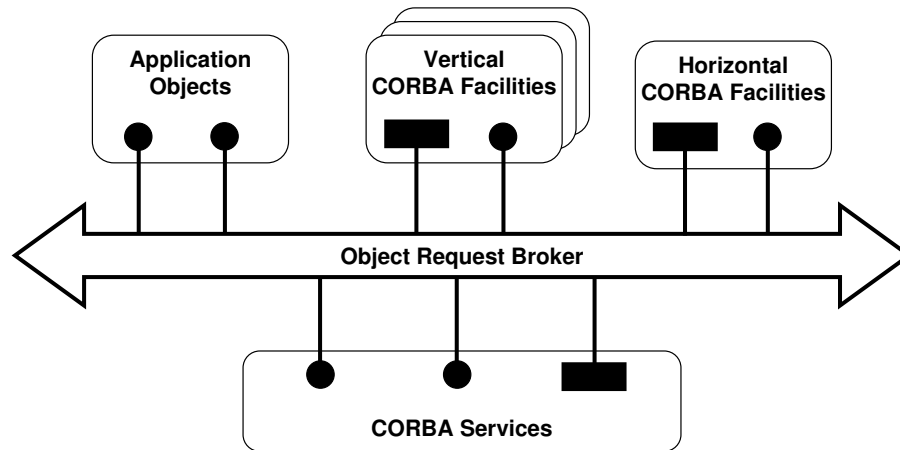 Application
Objects
Vertical
CORBA Facilities
Horizontal
CORBA Facilities
Object Request Broker
CORBA Services